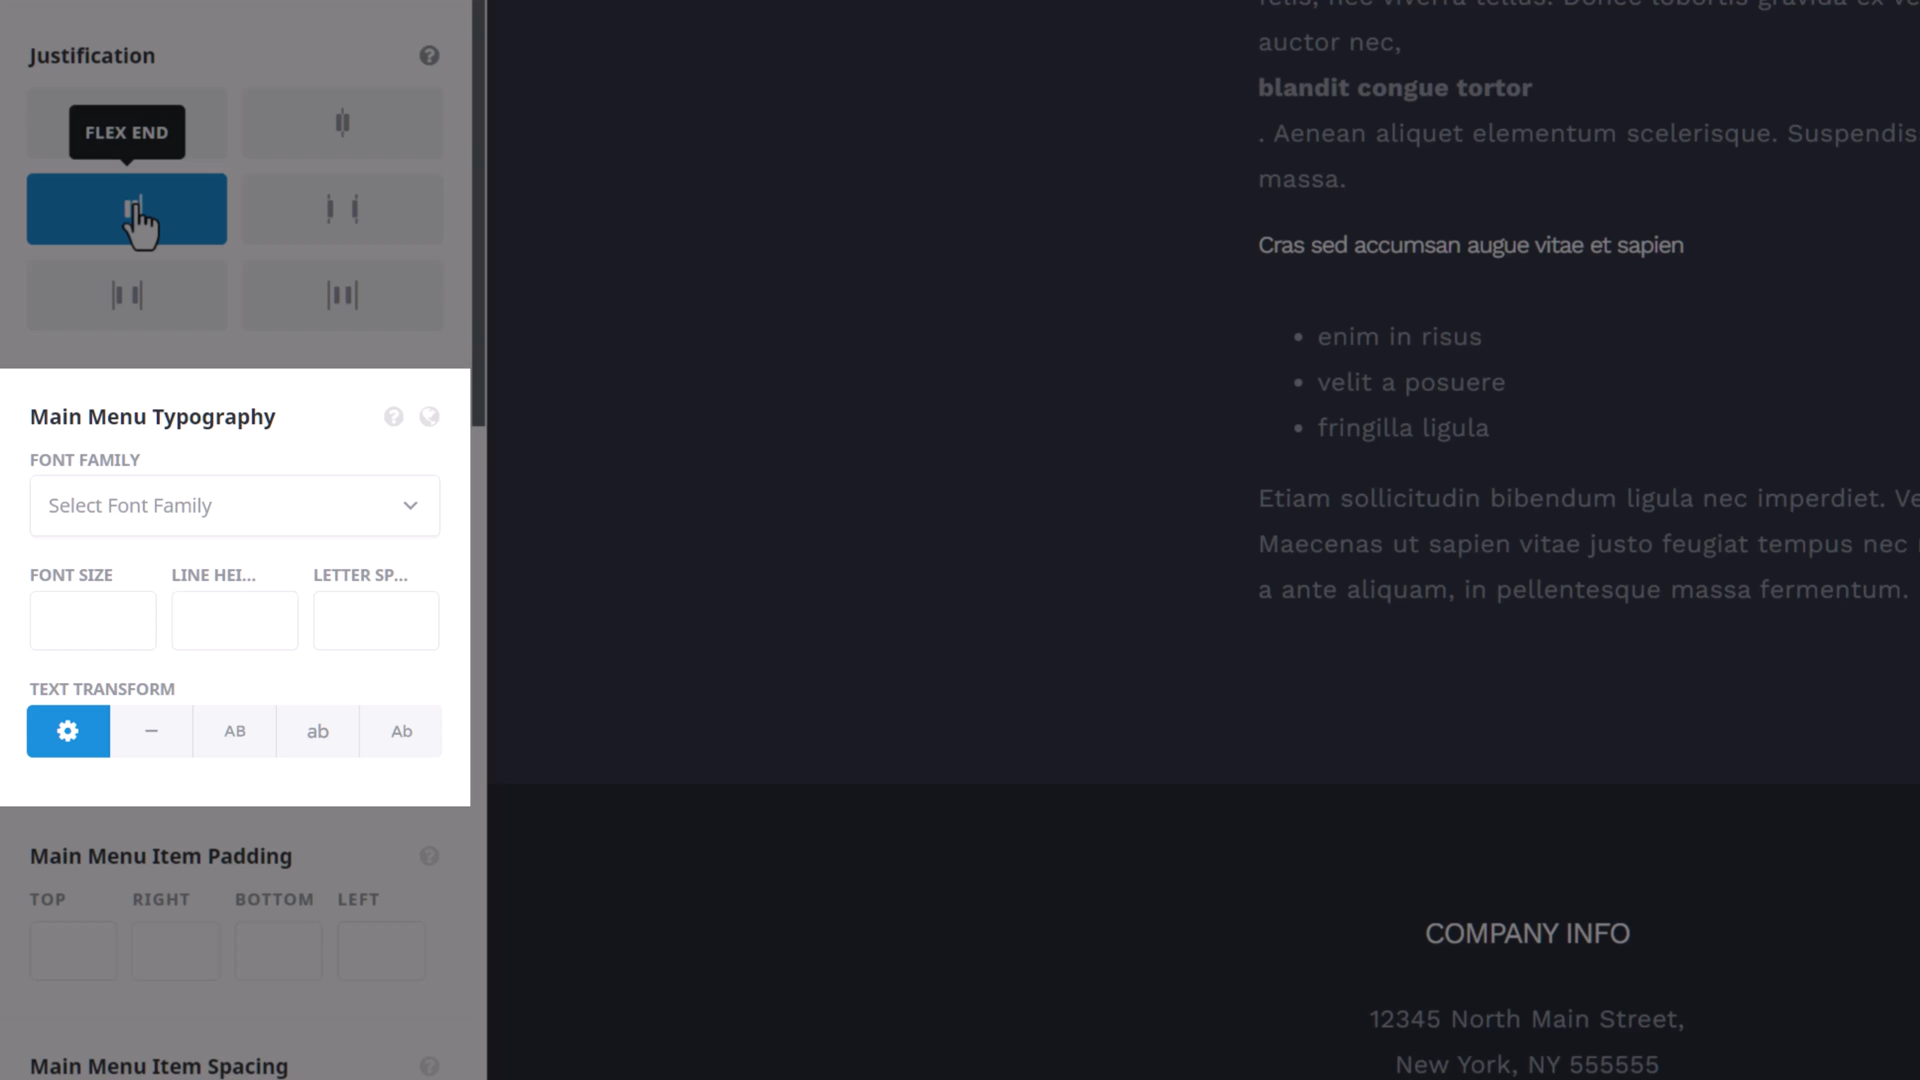 Justification
FLEX END
Main Menu Typography
FONT FAMILY
Select Font Family
FONT SIZE
LINE HEI...
LETTER SP...
TEXT TRANSFORM
AB
ab
Ab
Main Menu Item Padding
TOP
RIGHT
BOTTOM
LEFT
Main Menu Item Spacing
auctor nec,
blandit congue tortor
. Aenean aliquet elementum scelerisque. Suspendis
massa.
Cras sed accumsan augue vitae et sapien
• enim in risus
• velit a posuere
• fringilla ligula
Etiam sollicitudin bibendum ligula nec imperdiet. Ve
Maecenas ut sapien vitae justo feugiat tempus nec
a ante aliquam, in pellentesque massa fermentum.
COMPANY INFO
12345 North Main Street,
New York, NY 555555